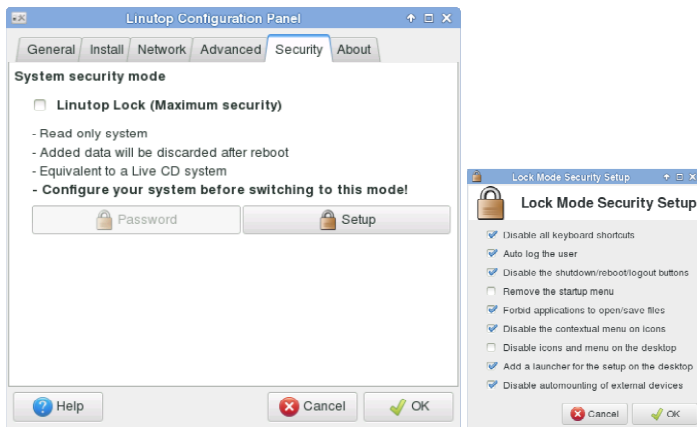 Linutop Configuration Panel
General Install Network Advanced Security About
System security mode
Linutop Lock (Maximum security)
- Read only system
- Added data will be discarded after reboot
- Equivalent to a Live CD system
- Configure your system before switching to this mode!
Password Setup
Help Cancel OK
Lock Mode Security Setup
Lock Mode Security Setup
Disable all keyboard shortcuts
Auto log the user
Disable the shutdown/reboot/logout buttons
Remove the startup menu
Forbid applications to open/save files
Disable the contextual menu on icons
Disable icons and menu on the desktop
Add a launcher for the setup on the desktop
Disable automounting of external devices
Cancel OK